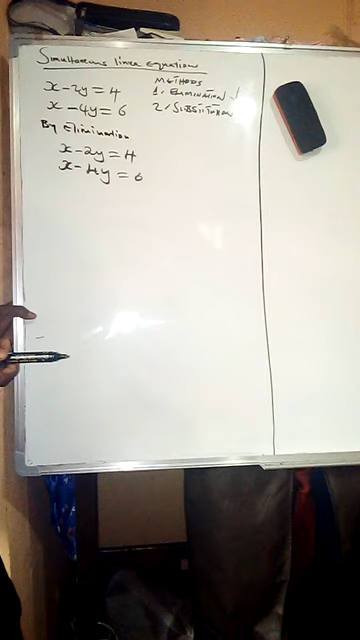 Simultaneous linear equation
x-2y=4
x-4y=6
METHODS
1. ELIMINATION ✓
2/ SUBSTITUTION
By Elimination
x-2y=4
x-4y=6